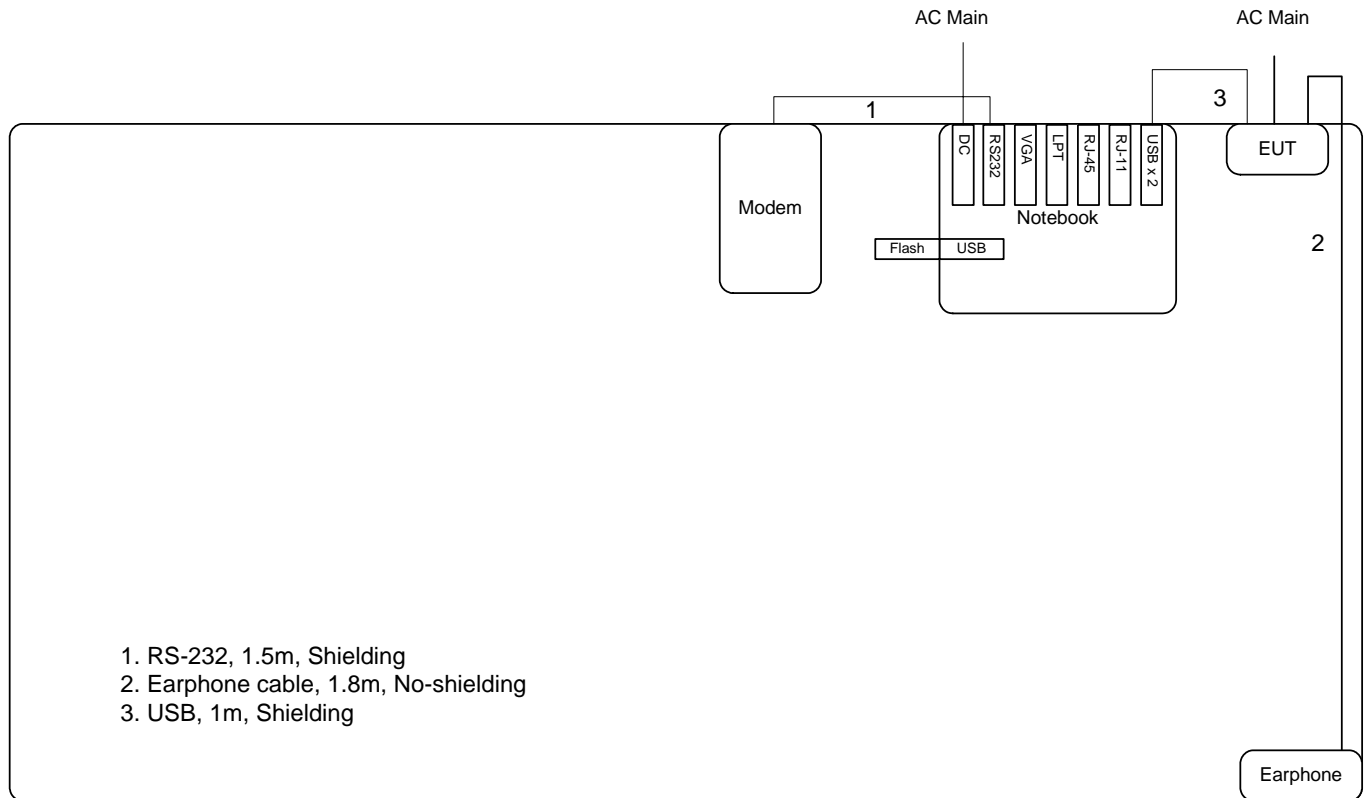 AC Main
AC Main
1
3
DC
RS232
VGA
LPT
RJ-45
RJ-11
USB x 2
EUT
Modem
Notebook
2
Flash
USB
1. RS-232, 1.5m, Shielding
2. Earphone cable, 1.8m, No-shielding
3. USB, 1m, Shielding
Earphone